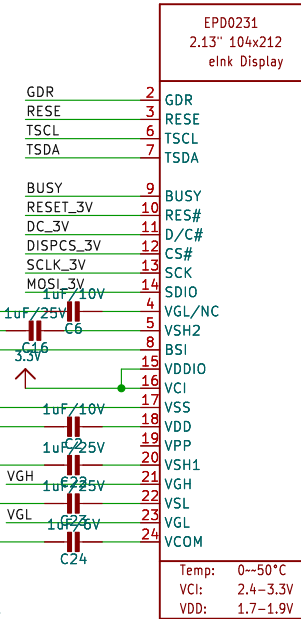 EPD0231
2.13" 104x212
eInk Display
GDR 2 GDR
RESE 3 RESE
TSCL 6 TSCL
TSDA 7 TSDA
BUSY 9 BUSY
RESET_3V 10 RES#
DC_3V 11 D/C#
DISPCS_3V 12 CS#
SCLK_3V 13 SCK
MOSI_3V 14 SDIO
1uF/10V
4 VGL/NC
C6
1uF/25V
5 VSH2
C16
8 BSI
3.3V
15 VDDIO
16 VCI
17 VSS
1uF/10V
18 VDD
C2
19 VPP
1uF/25V
20 VSH1
C22
VGH 21 VGH
1uF/25V
22 VSL
C23
VGL 23 VGL
1uF/6V
24 VCOM
C24
Temp: 0~~50°C
VCI: 2.4-3.3V
VDD: 1.7-1.9V